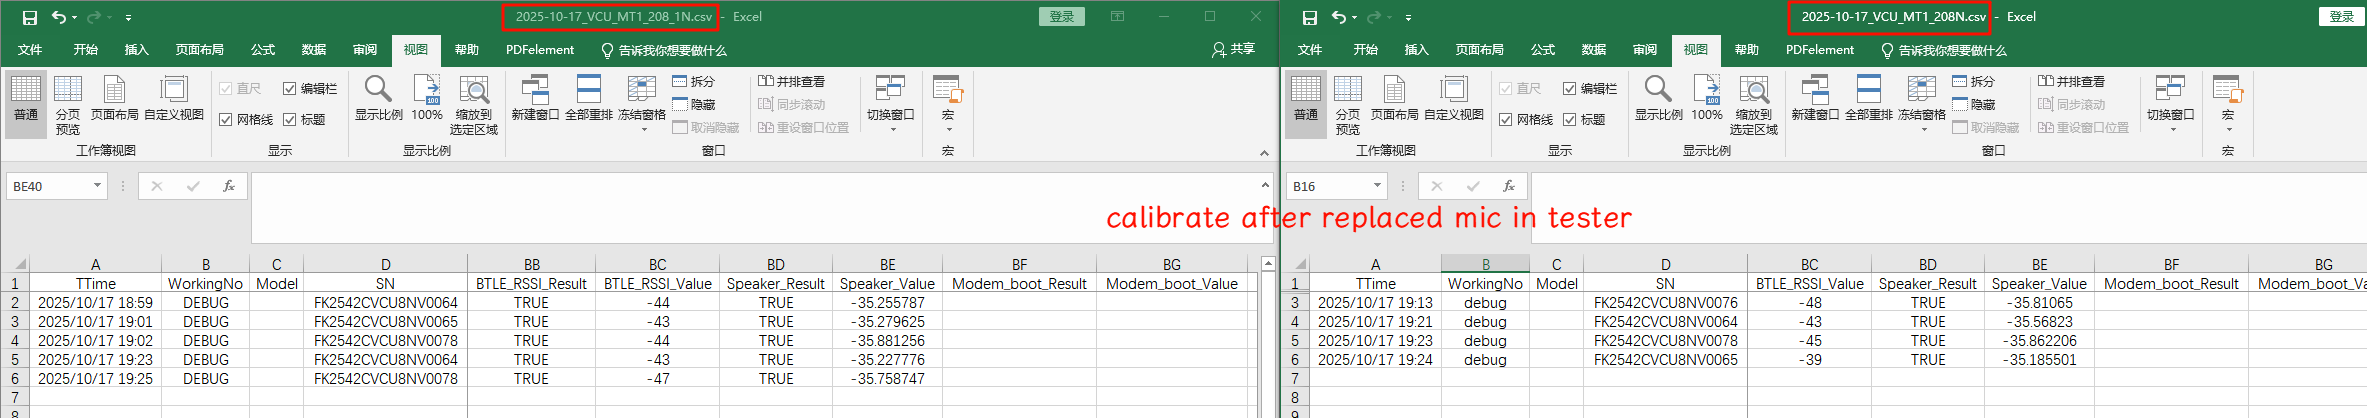 2025-10-17_VCU_MT1_208_1N.csv - Excel
登录
文件 开始 插入 页面布局 公式 数据 审阅 视图 帮助 PDFelement 告诉我你想要做什么 共享
普通 分页预览 页面布局 自定义视图 直尺 编辑栏 网格线 标题 显示比例 100% 缩放到选定区域 新建窗口 全部重排 冻结窗格 拆分 隐藏 取消隐藏 并排查看 同步滚动 重设窗口位置 切换窗口 宏
工作簿视图 显示 显示比例 窗口 宏
BE40 fx
A B C D BB BC BD BE BF BG
1 TTime WorkingNo Model SN BTLE_RSSI_Result BTLE_RSSI_Value Speaker_Result Speaker_Value Modem_boot_Result Modem_boot_Value
2 2025/10/17 18:59 DEBUG FK2542CVCU8NV0064 TRUE -44 TRUE -35.255787
3 2025/10/17 19:01 DEBUG FK2542CVCU8NV0065 TRUE -43 TRUE -35.279625
4 2025/10/17 19:02 DEBUG FK2542CVCU8NV0078 TRUE -44 TRUE -35.881256
5 2025/10/17 19:23 DEBUG FK2542CVCU8NV0064 TRUE -43 TRUE -35.227776
6 2025/10/17 19:25 DEBUG FK2542CVCU8NV0078 TRUE -47 TRUE -35.758747
7
8
calibrate after replaced mic in tester
2025-10-17_VCU_MT1_208N.csv - Excel
登录
文件 开始 插入 页面布局 公式 数据 审阅 视图 帮助 PDFelement 告诉我你想要做什么
普通 分页预览 页面布局 自定义视图 直尺 编辑栏 网格线 标题 显示比例 100% 缩放到选定区域 新建窗口 全部重排 冻结窗格 拆分 隐藏 取消隐藏 并排查看 同步滚动 重设窗口位置 切换窗口 宏
工作簿视图 显示 显示比例 窗口 宏
B16 fx
A B C D BC BD BE BF BG
1 TTime WorkingNo Model SN BTLE_RSSI_Value Speaker_Result Speaker_Value Modem_boot_Result Modem_boot_Va
3 2025/10/17 19:13 debug FK2542CVCU8NV0076 -48 TRUE -35.81065
4 2025/10/17 19:21 debug FK2542CVCU8NV0064 -43 TRUE -35.56823
5 2025/10/17 19:23 debug FK2542CVCU8NV0078 -45 TRUE -35.862206
6 2025/10/17 19:24 debug FK2542CVCU8NV0065 -39 TRUE -35.185501
7
8
9